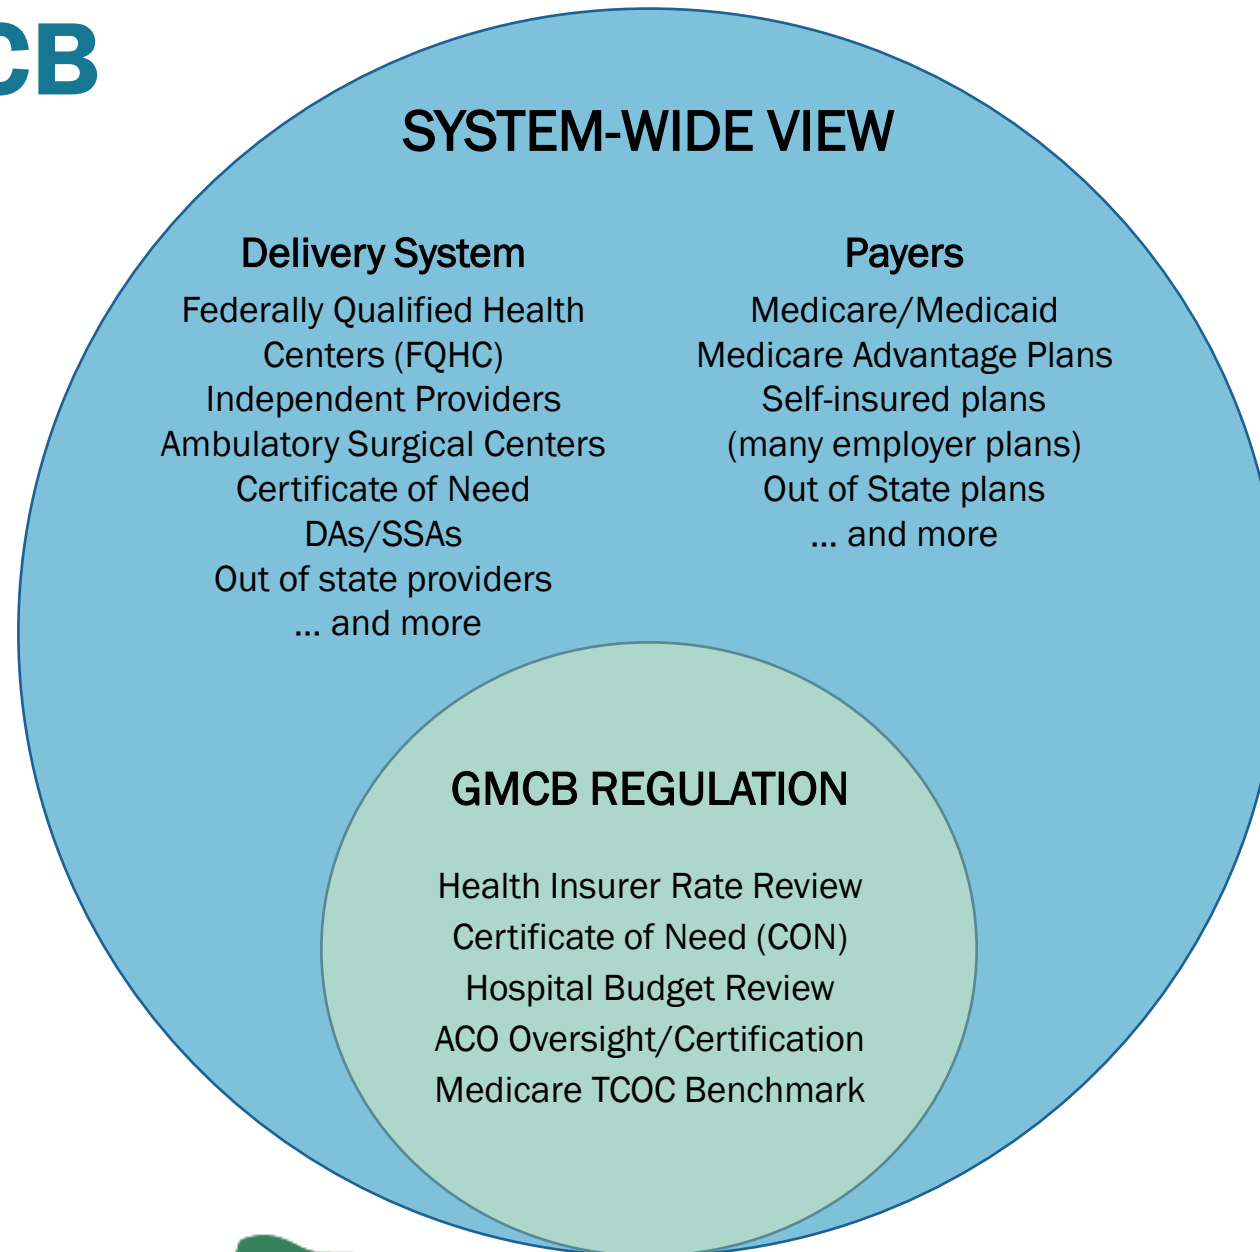 CB
SYSTEM-WIDE VIEW
Delivery System
Federally Qualified Health
Centers (FQHC)
Independent Providers
Ambulatory Surgical Centers
Certificate of Need
DAs/SSAs
Out of state providers
... and more
Payers
Medicare/Medicaid
Medicare Advantage Plans
Self-insured plans
(many employer plans)
Out of State plans
... and more
GMCB REGULATION
Health Insurer Rate Review
Certificate of Need (CON)
Hospital Budget Review
ACO Oversight/Certification
Medicare TCOC Benchmark